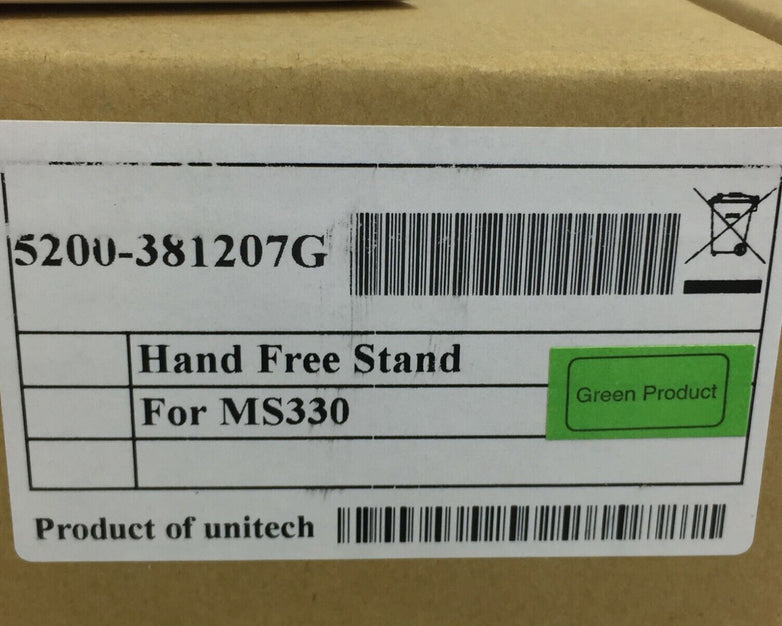 5200-381207G
Hand Free Stand
For MS330
Green Product
Product of unitech